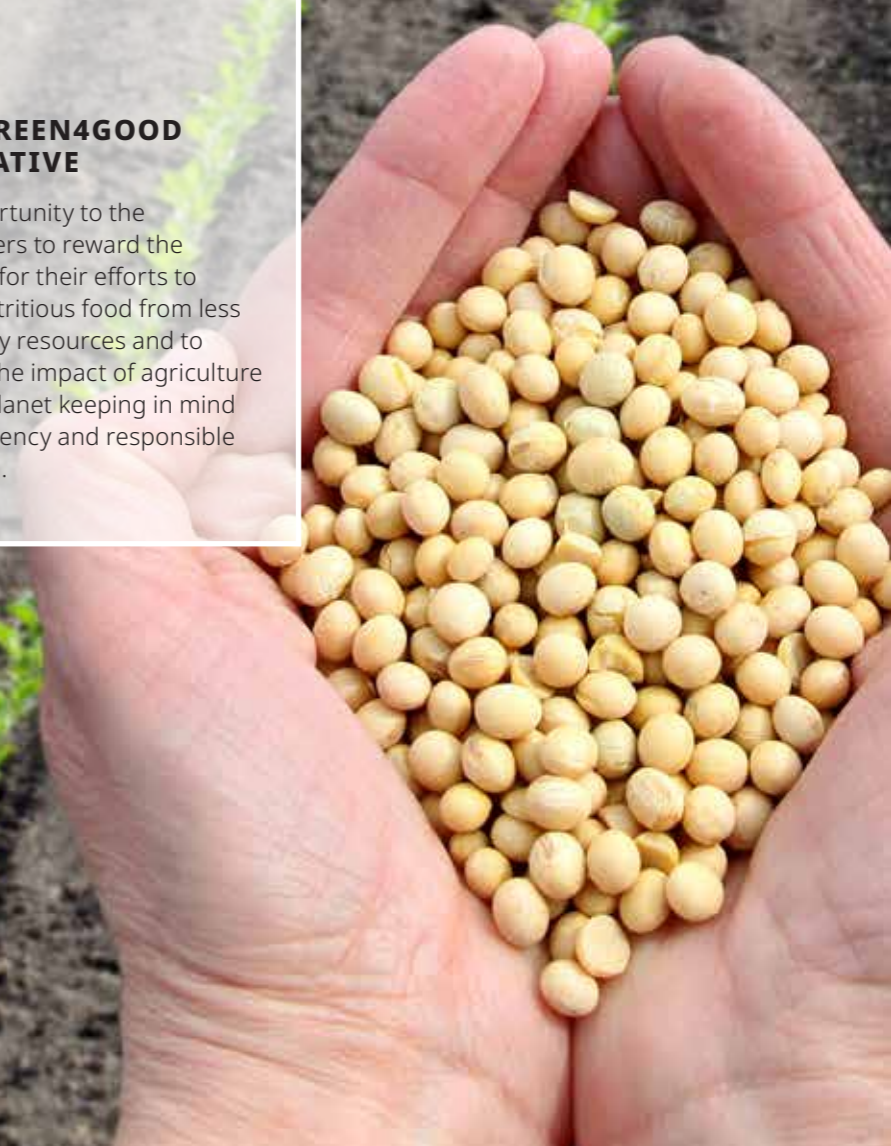 REEN4GOOD
ATIVE
rtunity to the
ers to reward the
for their efforts to
tritious food from less
y resources and to
he impact of agriculture
lanet keeping in mind
ency and responsible
.